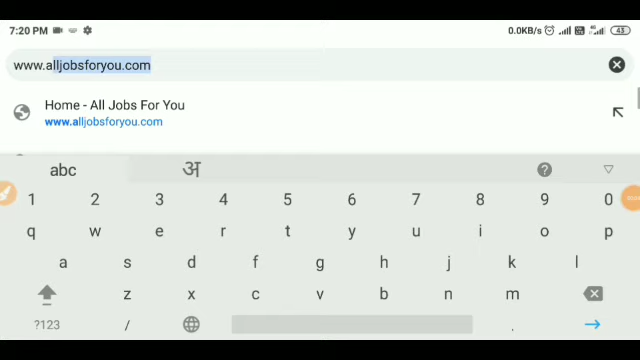 7:20 PM
0.0KB/s 43
www.alljobsforyou.com
Home - All Jobs For You
www.alljobsforyou.com
abc अ ?
1 2 3 4 5 6 7 8 9 0
q w e r t y u i o p
a s d f g h j k l
z x c v b n m
?123 / .